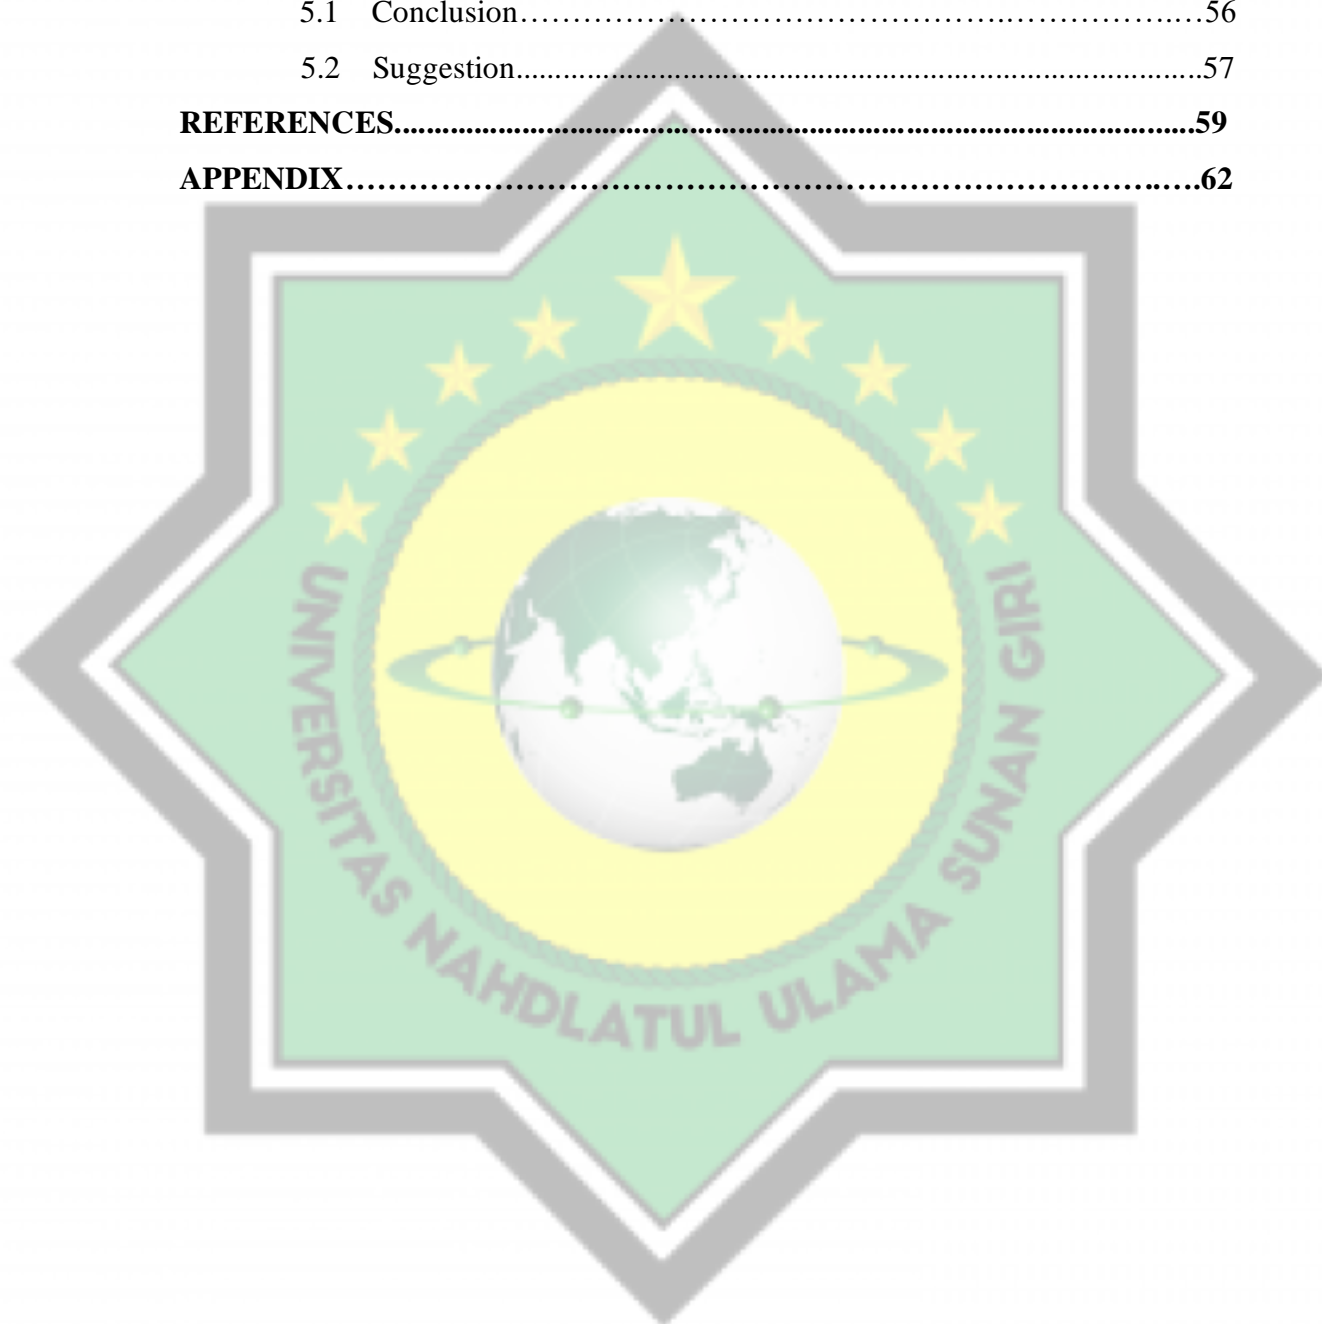 5.1 Conclusion……………………………………………..……………..…56
5.2 Suggestion...........................................................................57
REFERENCES.......................................................................................59
APPENDIX…………………………………………………………………………..…..62
UNIVERSITAS NAHDLATUL ULAMA SUNAN GIRI